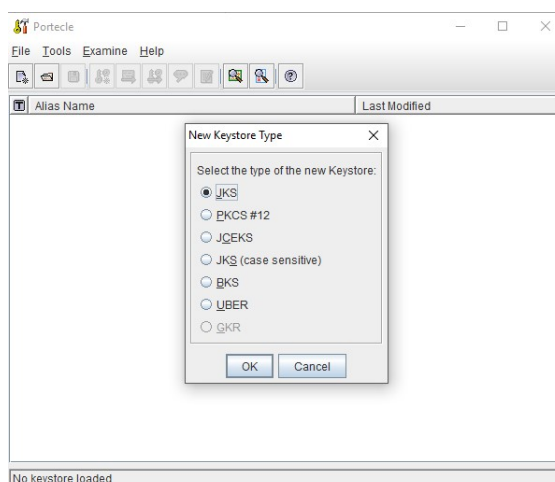 Portecle
File Tools Examine Help
T Alias Name Last Modified
New Keystore Type
Select the type of the new Keystore:
JKS
PKCS #12
JCEKS
JKS (case sensitive)
BKS
UBER
GKR
OK Cancel
No keystore loaded